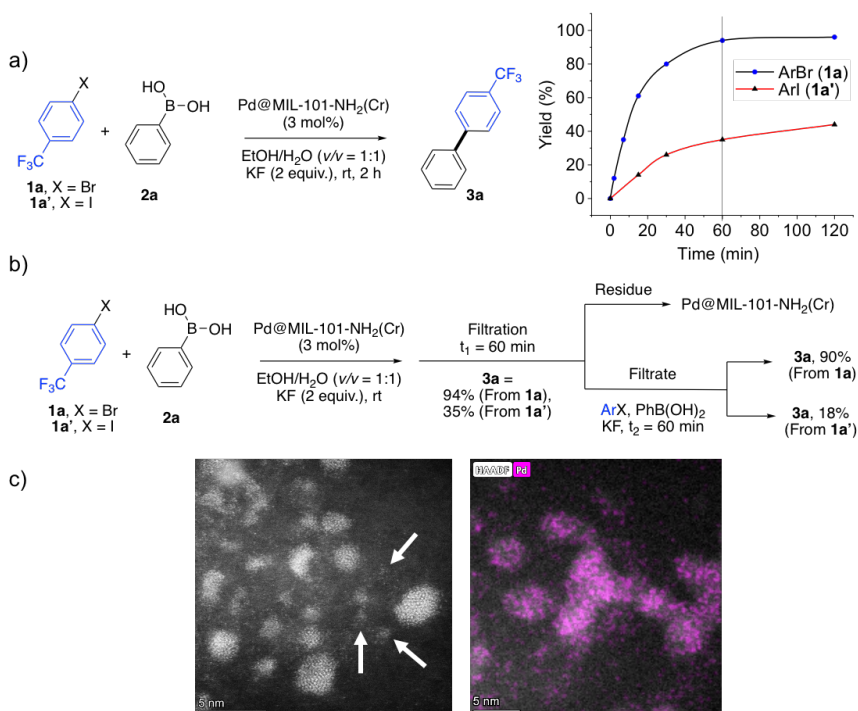 a)
X
F₃C
1a, X = Br
1a', X = I
+
HO
B
OH
2a
Pd@MIL-101-NH₂(Cr)
(3 mol%)
EtOH/H₂O (v/v = 1:1)
KF (2 equiv.), rt, 2 h
CF₃
3a
Yield (%)
100
80
60
40
20
0
ArBr (1a)
ArI (1a')
0 30 60 90 120
Time (min)
b)
X
F₃C
1a, X = Br
1a', X = I
+
HO
B
OH
2a
Pd@MIL-101-NH₂(Cr)
(3 mol%)
EtOH/H₂O (v/v = 1:1)
KF (2 equiv.), rt
Filtration
t₁ = 60 min
3a =
94% (From 1a),
35% (From 1a')
Residue
Pd@MIL-101-NH₂(Cr)
Filtrate
ArX, PhB(OH)₂
KF, t₂ = 60 min
3a, 90%
(From 1a)
3a, 18%
(From 1a')
c)
5 nm
HAADF Pd
5 nm